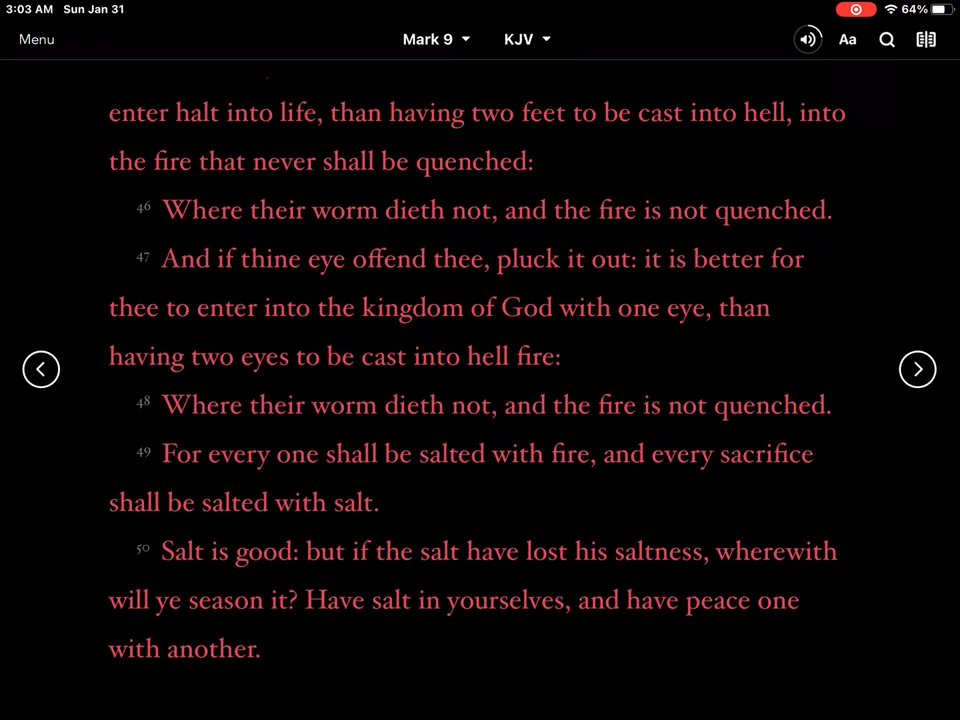 3:03 AM Sun Jan 31 64%
Menu Mark 9 KJV Aa
enter halt into life, than having two feet to be cast into hell, into
the fire that never shall be quenched:
46 Where their worm dieth not, and the fire is not quenched.
47 And if thine eye offend thee, pluck it out: it is better for
thee to enter into the kingdom of God with one eye, than
having two eyes to be cast into hell fire:
48 Where their worm dieth not, and the fire is not quenched.
49 For every one shall be salted with fire, and every sacrifice
shall be salted with salt.
50 Salt is good: but if the salt have lost his saltness, wherewith
will ye season it? Have salt in yourselves, and have peace one
with another.